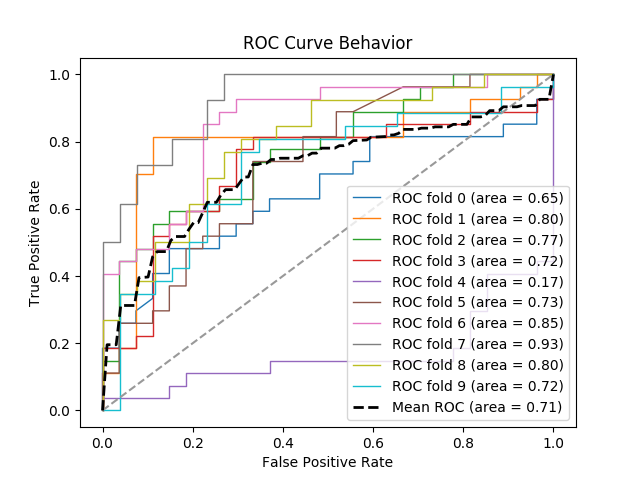 ROC Curve Behavior
True Positive Rate
1.0
0.8
0.6
0.4
0.2
0.0
ROC fold 0 (area = 0.65)
ROC fold 1 (area = 0.80)
ROC fold 2 (area = 0.77)
ROC fold 3 (area = 0.72)
ROC fold 4 (area = 0.17)
ROC fold 5 (area = 0.73)
ROC fold 6 (area = 0.85)
ROC fold 7 (area = 0.93)
ROC fold 8 (area = 0.80)
ROC fold 9 (area = 0.72)
Mean ROC (area = 0.71)
0.0 0.2 0.4 0.6 0.8 1.0
False Positive Rate